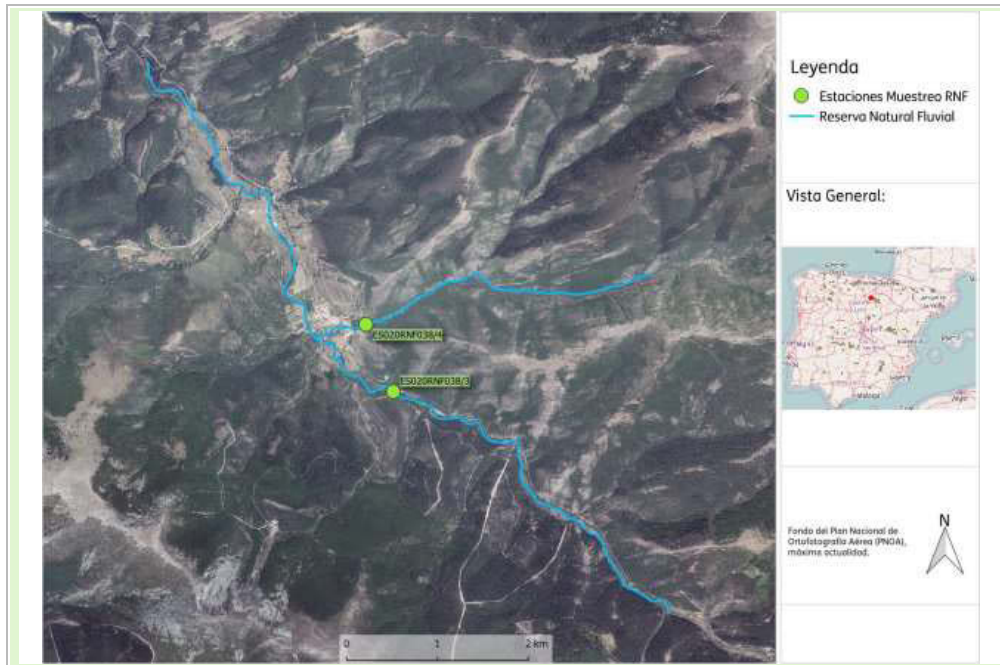 Leyenda
Estaciones Muestreo RNF
Reserva Natural Fluvial
Vista General:
ES020RNF038/4
ES020RNF038/3
Fondo del Plan Nacional de
Ortofotografía Aérea (PNOA),
máxima actualidad.
N
0 1 2 km